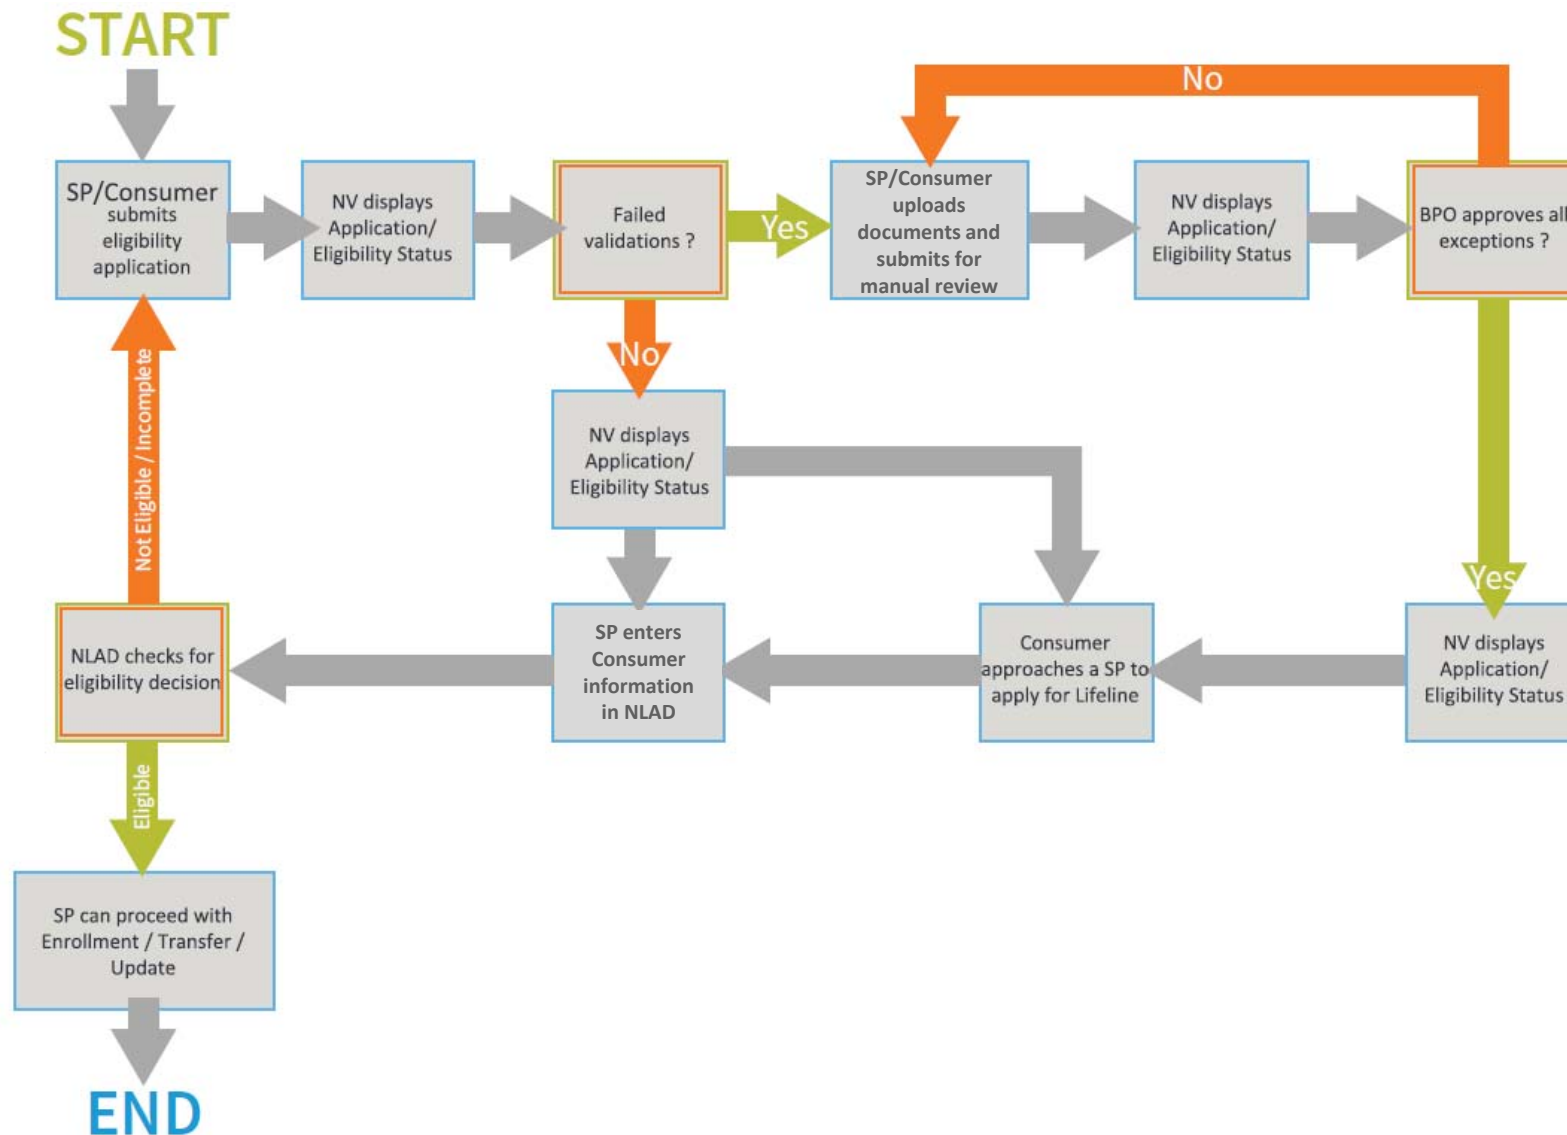 START
No
SP/Consumer
submits
eligibility
application
NV displays
Application/
Eligibility Status
Failed
validations ?
Yes
SP/Consumer
uploads
documents and
submits for
manual review
NV displays
Application/
Eligibility Status
BPO approves all
exceptions ?
No
NV displays
Application/
Eligibility Status
Not Eligible / Incomplete
Yes
NLAD checks for
eligibility decision
SP enters
Consumer
information
in NLAD
Consumer
approaches a SP to
apply for Lifeline
NV displays
Application/
Eligibility Status
Eligible
SP can proceed with
Enrollment / Transfer /
Update
END